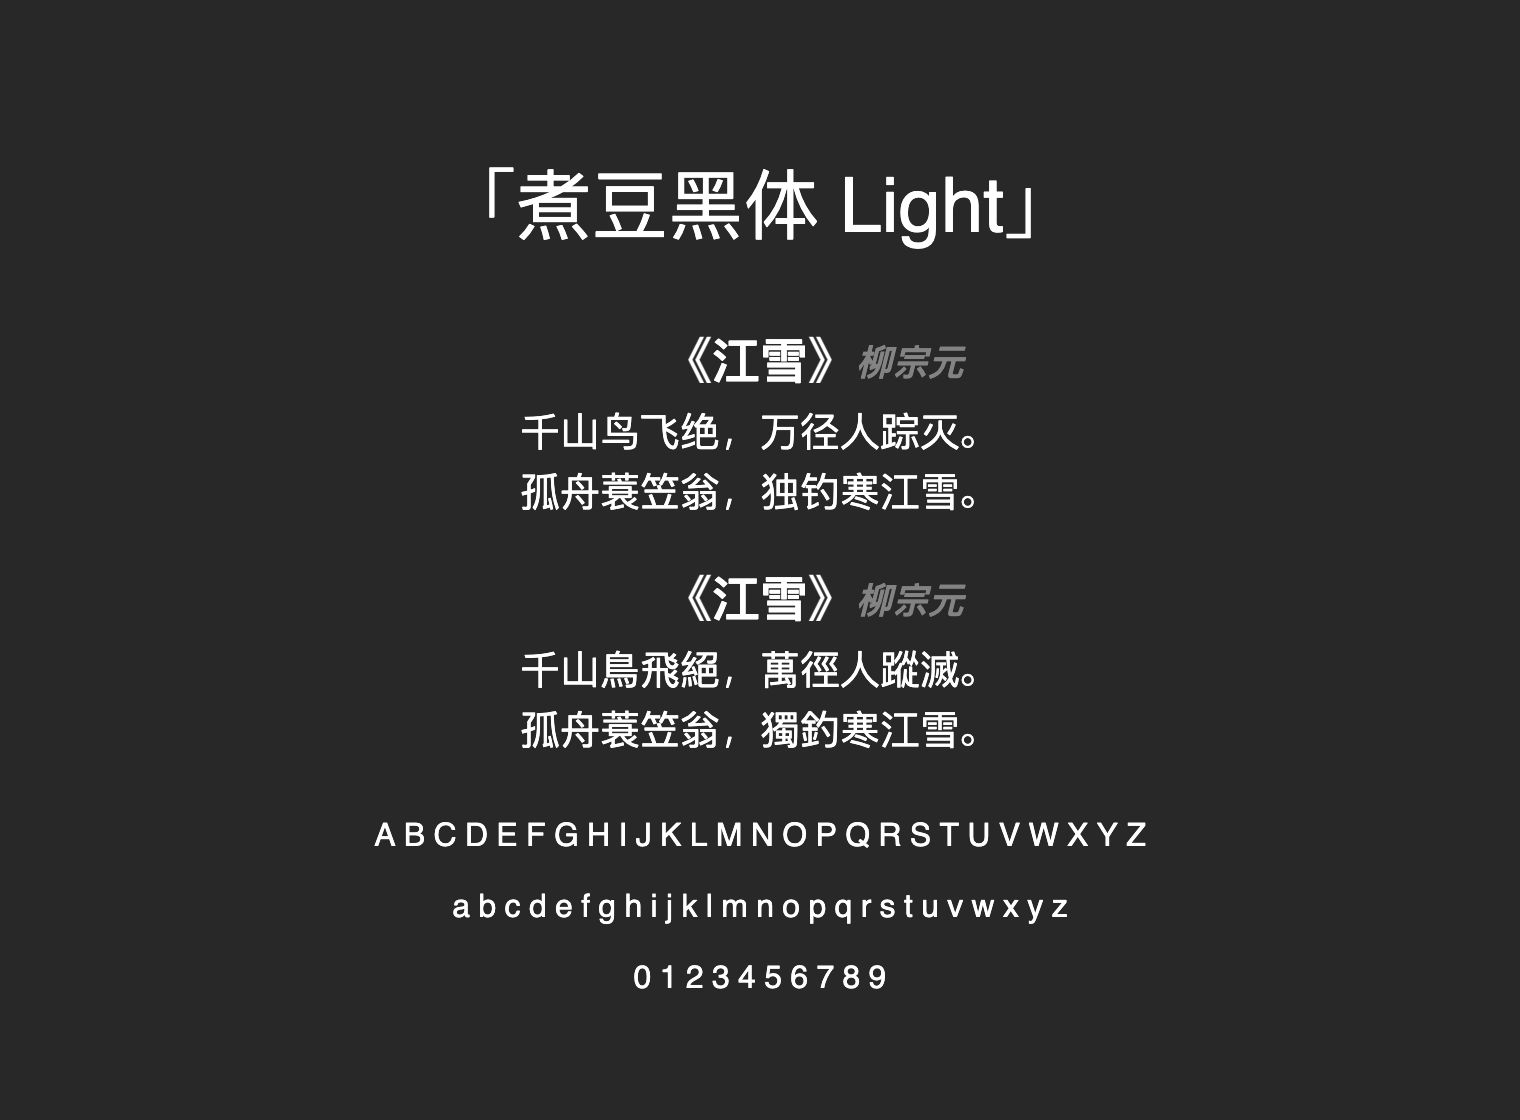 「煮豆黑体 Light」
《江雪》 柳宗元
千山鸟飞绝，万径人踪灭。
孤舟蓑笠翁，独钓寒江雪。
《江雪》 柳宗元
千山鳥飛絕，萬徑人蹤滅。
孤舟蓑笠翁，獨釣寒江雪。
A B C D E F G H I J K L M N O P Q R S T U V W X Y Z
a b c d e f g h i j k l m n o p q r s t u v w x y z
0 1 2 3 4 5 6 7 8 9